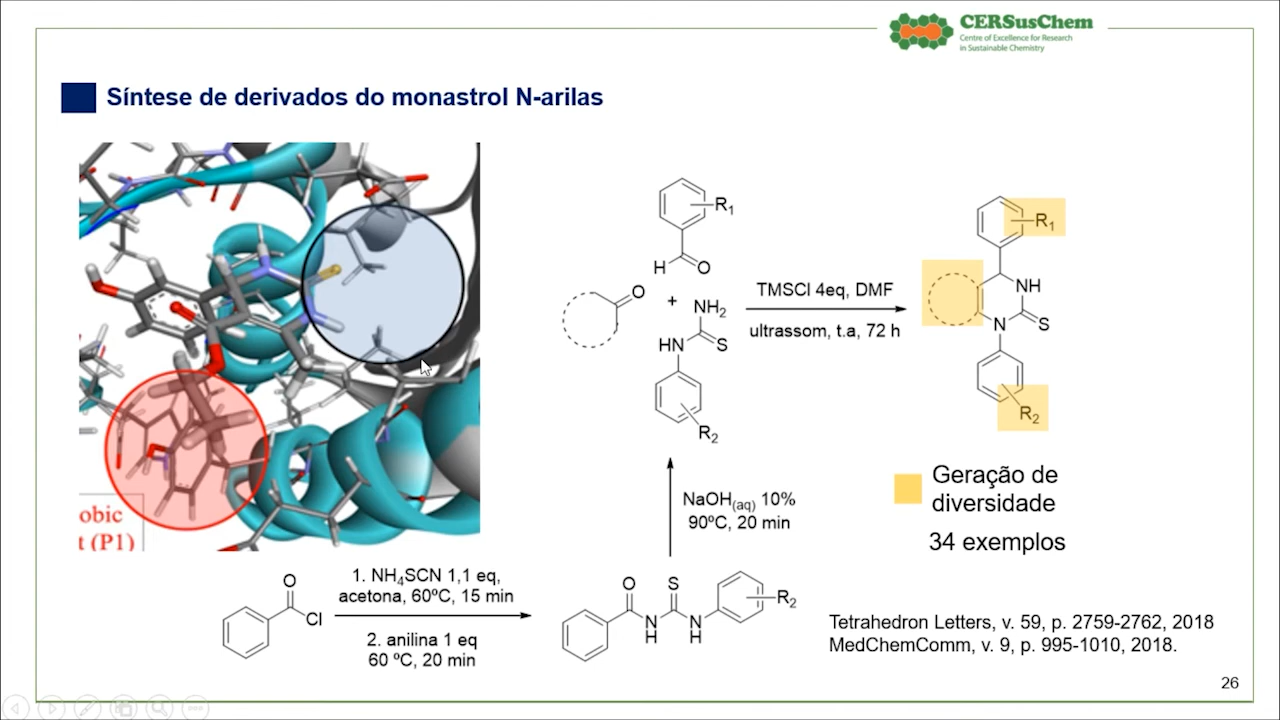 CERSusChem
Centre of Excellence for Research
in Sustainable Chemistry
Síntese de derivados do monastrol N-arilas
obic
t (P1)
R1
H
O
O
+
NH2
HN
S
R2
TMSCl 4eq, DMF
ultrassom, t.a, 72 h
R1
NH
N
S
R2
NaOH(aq) 10%
90ºC, 20 min
Geração de
diversidade
34 exemplos
O
Cl
1. NH4SCN 1,1 eq,
acetona, 60ºC, 15 min
2. anilina 1 eq
60 ºC, 20 min
O
S
N
H
N
H
R2
Tetrahedron Letters, v. 59, p. 2759-2762, 2018
MedChemComm, v. 9, p. 995-1010, 2018.
26